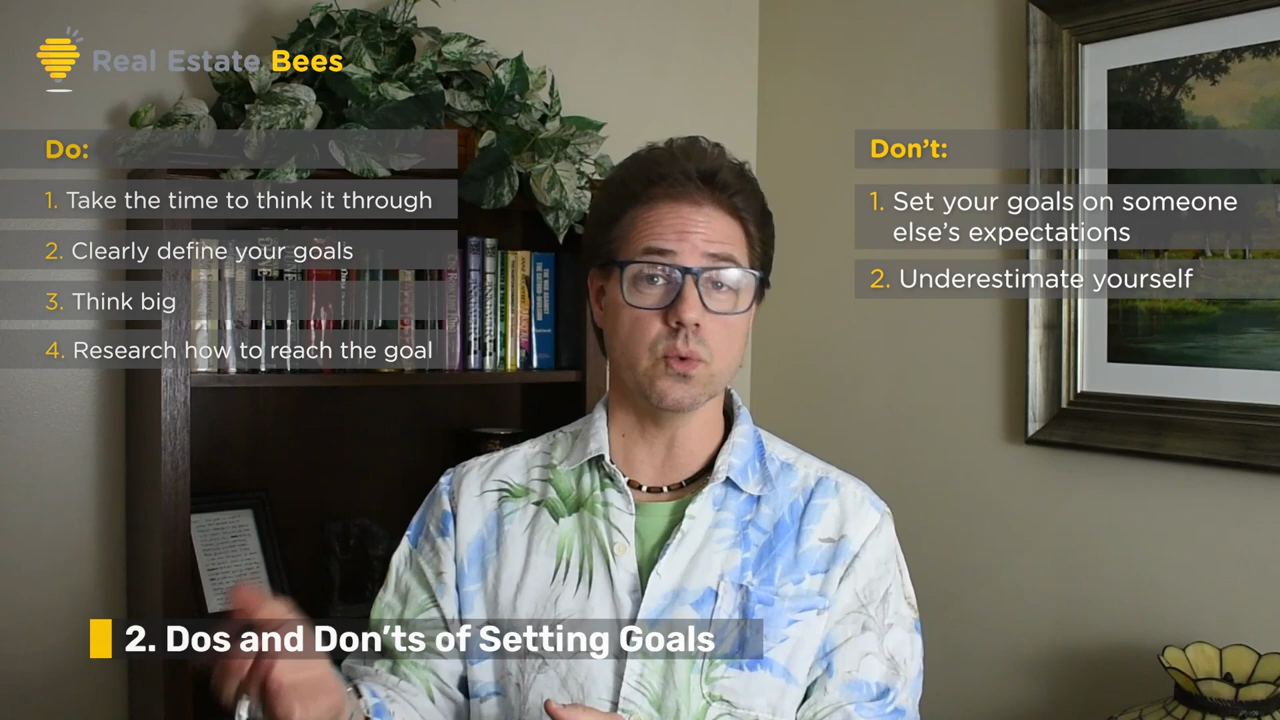 Real Estate Bees
Do:
1. Take the time to think it through
2. Clearly define your goals
3. Think big
4. Research how to reach the goal
Don't:
1. Set your goals on someone
else's expectations
2. Underestimate yourself
2. Dos and Don'ts of Setting Goals